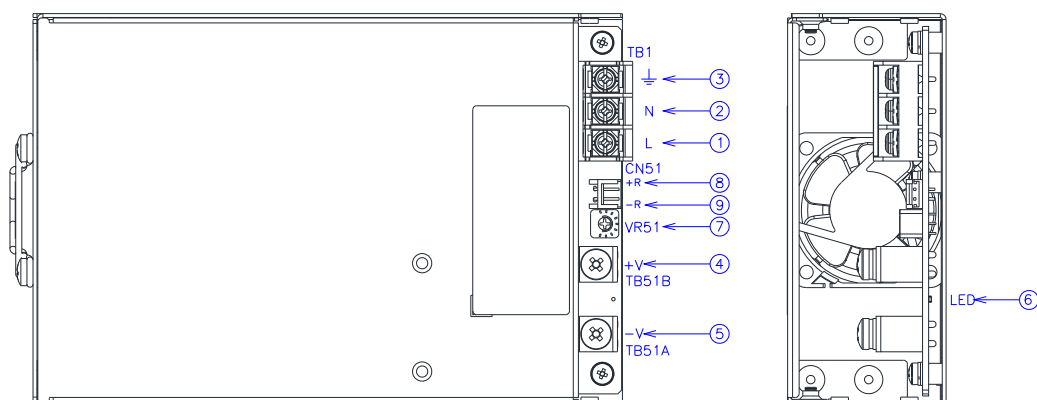 TB1
③
N ②
L ①
CN51
+R ⑧
-R ⑨
VR51 ⑦
+V ④
TB51B
-V ⑤
TB51A
LED ⑥